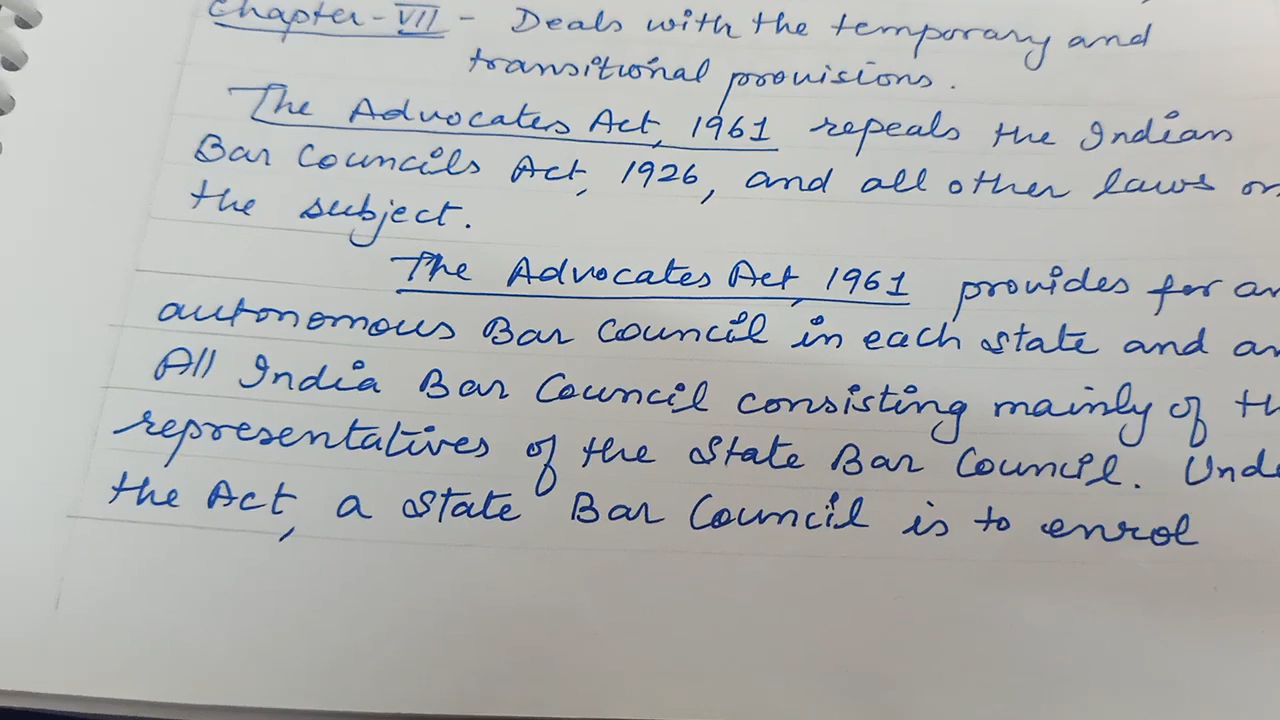 Chapter-VII - Deals with the temporary and
transitional provisions.
The Advocates Act, 1961 repeals the Indian
Bar Councils Act, 1926, and all other laws on
the subject.
The Advocates Act, 1961 provides for an
autonomous Bar Council in each state and an
All India Bar Council consisting mainly of th
representatives of the State Bar Council. Unde
the Act, a State Bar Council is to enrol